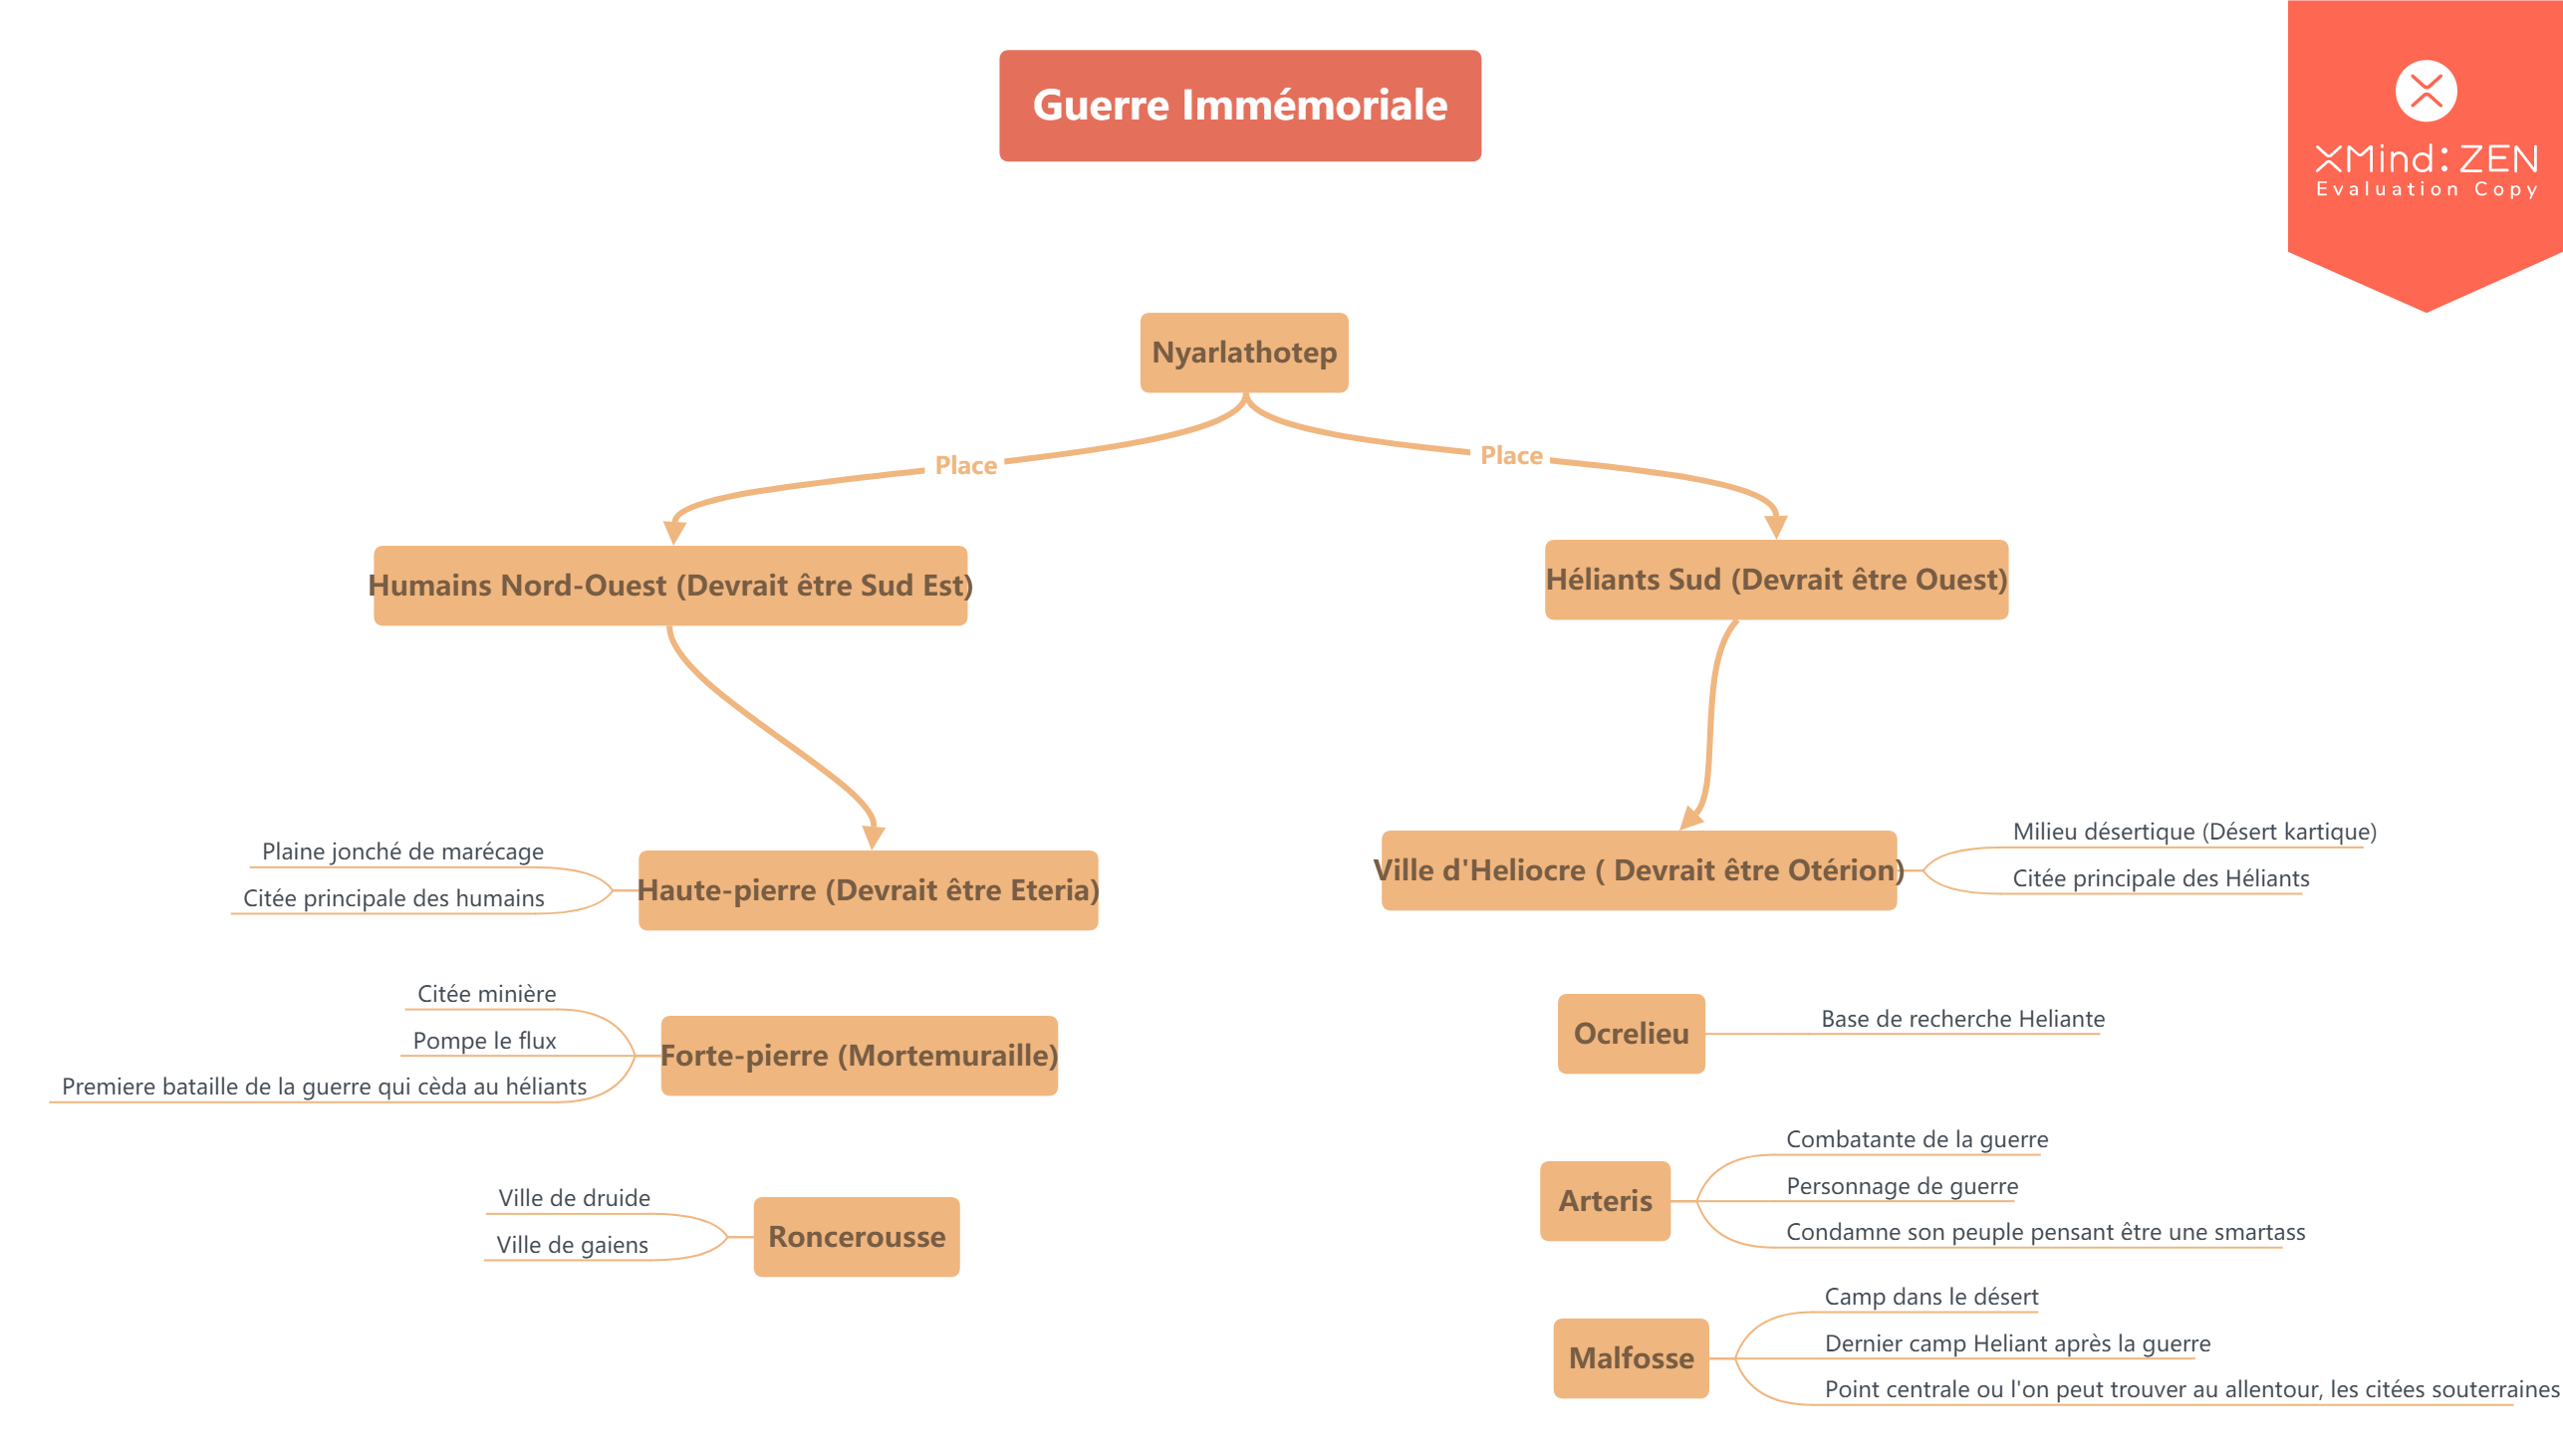 Guerre Immémoriale
XMind: ZEN
Evaluation Copy
Nyarlathotep
Place
Place
Humains Nord-Ouest (Devrait être Sud Est)
Héliants Sud (Devrait être Ouest)
Plaine jonché de marécage
Citée principale des humains
Haute-pierre (Devrait être Eteria)
Ville d'Heliocre ( Devrait être Otérion)
Milieu désertique (Désert kartique)
Citée principale des Héliants
Citée minière
Pompe le flux
Premiere bataille de la guerre qui cèda au héliants
Forte-pierre (Mortemuraille)
Ocrelieu
Base de recherche Heliante
Ville de druide
Ville de gaiens
Roncerousse
Arteris
Combatante de la guerre
Personnage de guerre
Condamne son peuple pensant être une smartass
Malfosse
Camp dans le désert
Dernier camp Heliant après la guerre
Point centrale ou l'on peut trouver au allentour, les citées souterraines